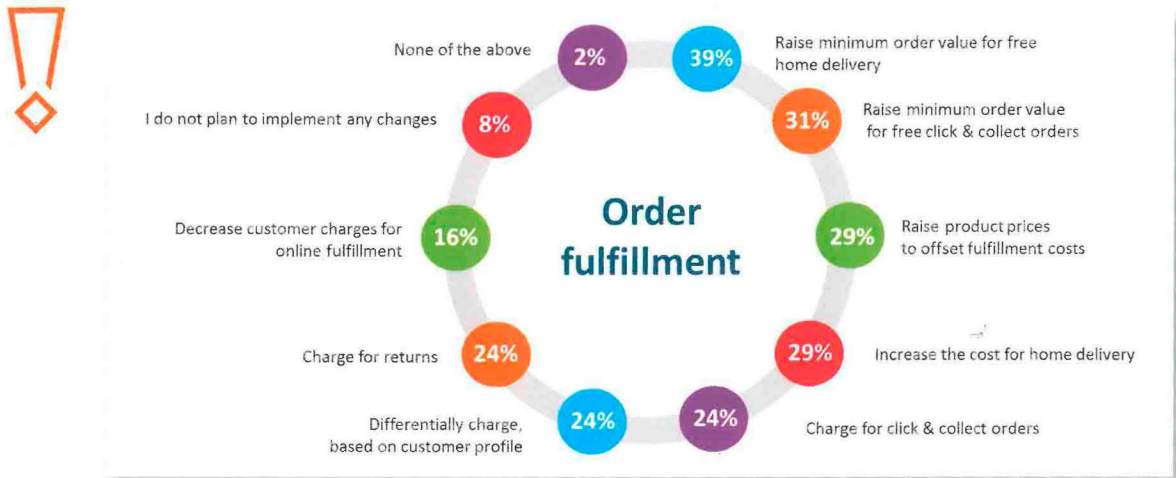 None of the above
2%
39%
Raise minimum order value for free
home delivery
I do not plan to implement any changes
8%
31%
Raise minimum order value
for free click & collect orders
Order
fulfillment
Decrease customer charges for
online fulfillment
16%
29%
Raise product prices
to offset fulfillment costs
Charge for returns
24%
29%
Increase the cost for home delivery
Differentially charge,
based on customer profile
24%
24%
Charge for click & collect orders